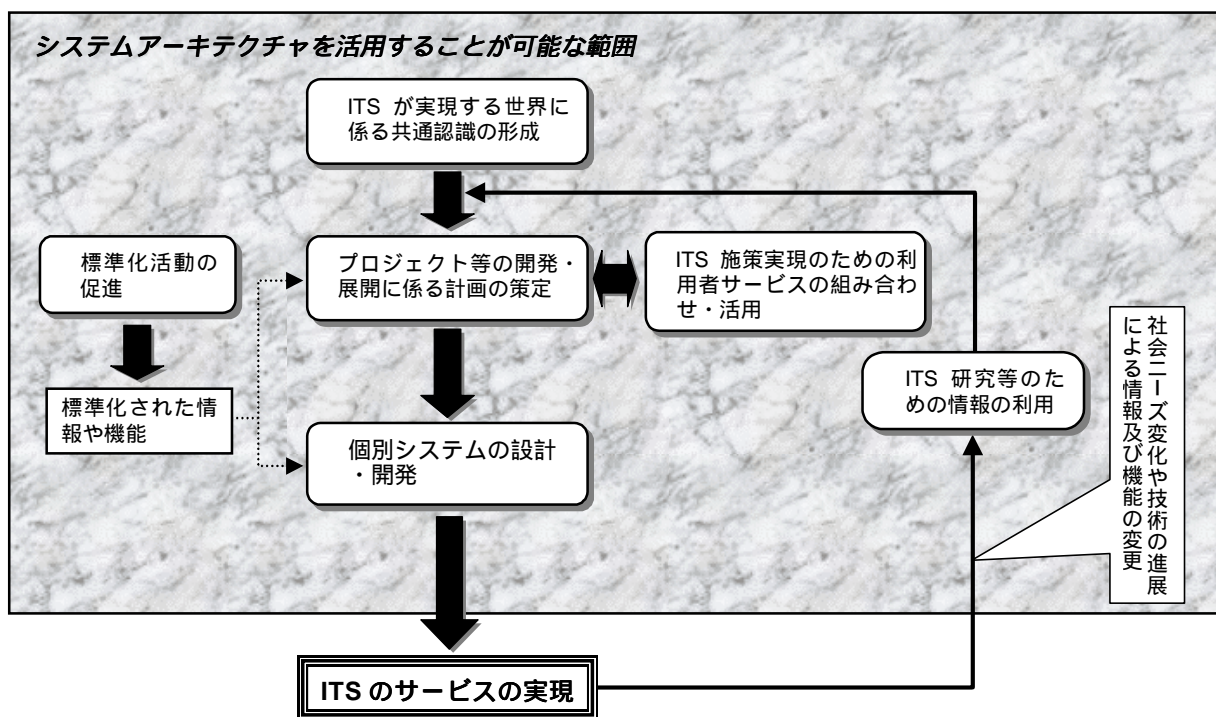 システムアーキテクチャを活用することが可能な範囲
ITS が実現する世界に
係る共通認識の形成
標準化活動の
促進
プロジェクト等の開発・
展開に係る計画の策定
ITS 施策実現のための利
用者サービスの組み合わ
せ・活用
標準化された情
報や機能
個別システムの設計
・開発
ITS 研究等のた
めの情報の利用
社会ニーズ変化や技術の進展
による情報及び機能の変更
ITS のサービスの実現